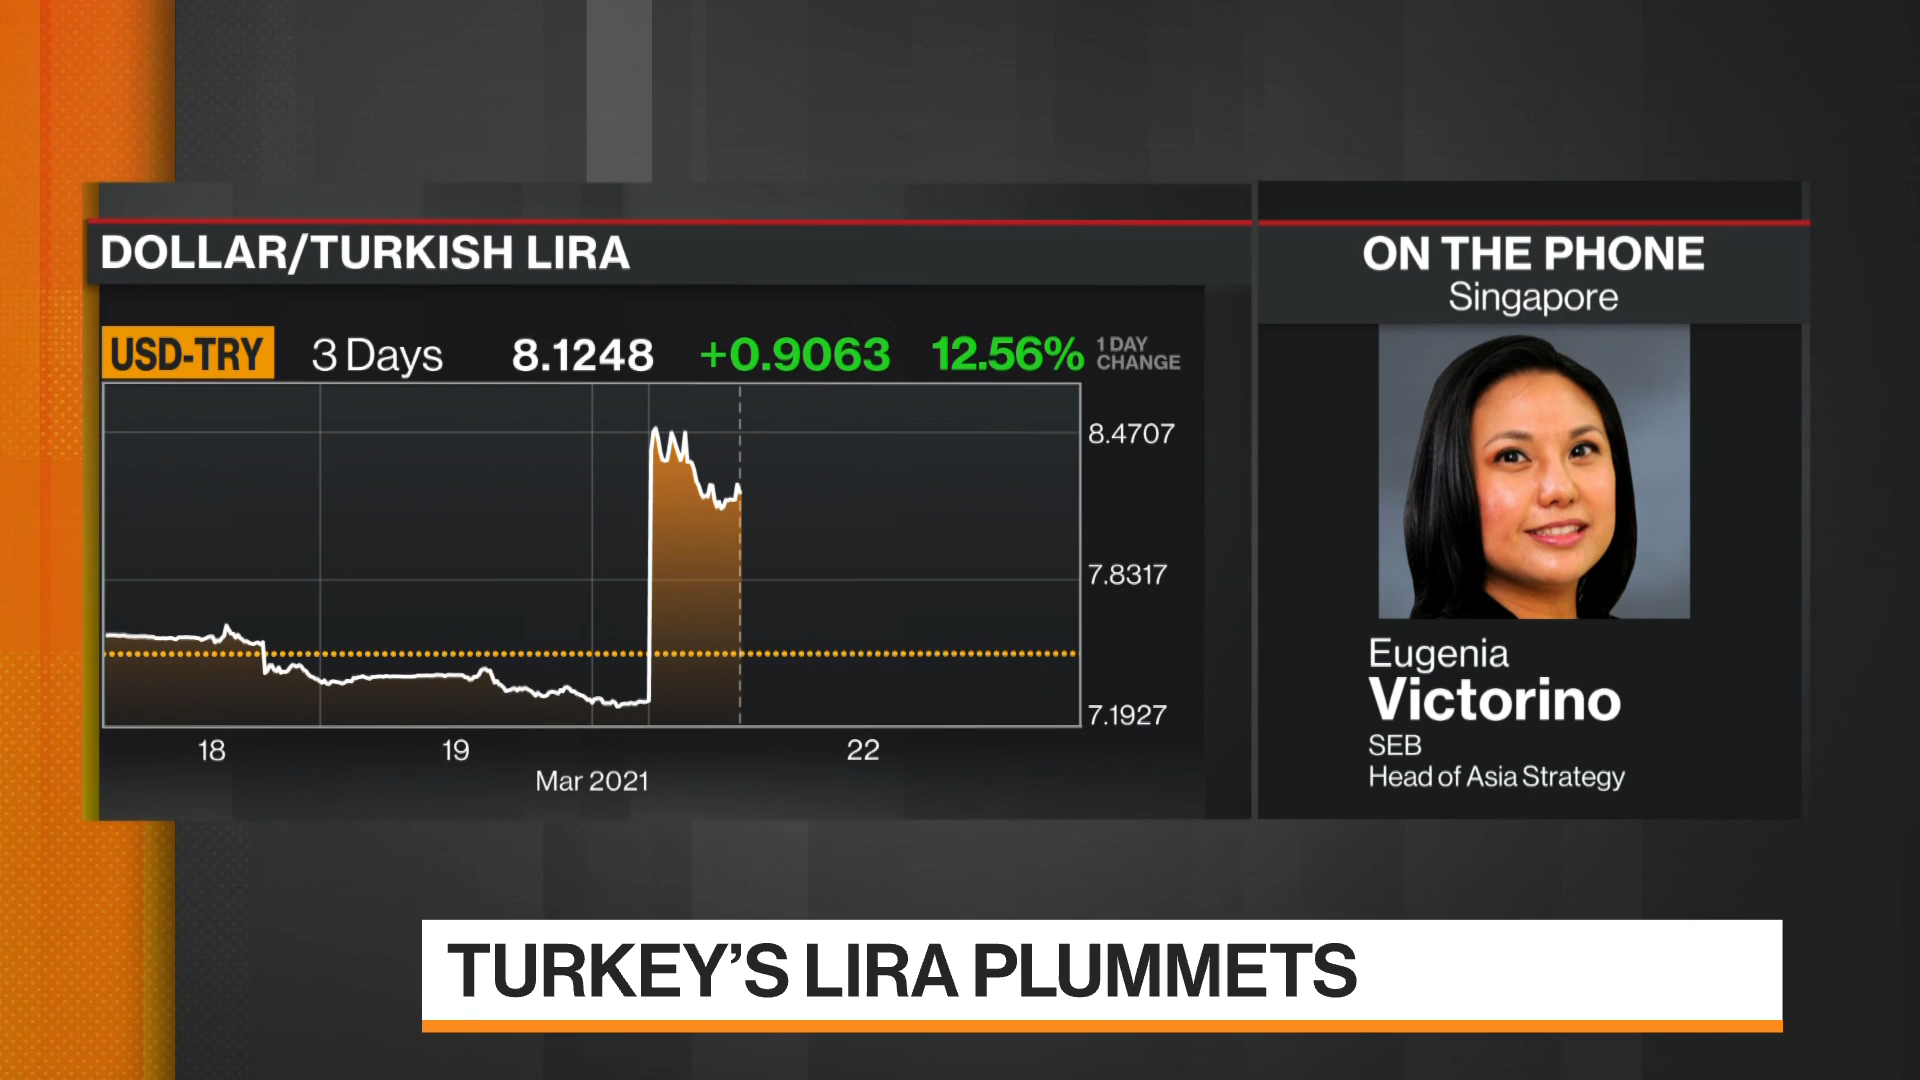 DOLLAR/TURKISH LIRA
USD-TRY 3 Days 8.1248 +0.9063 12.56% 1 DAY CHANGE
8.4707
7.8317
7.1927
18 19 22
Mar 2021
ON THE PHONE
Singapore
Eugenia
Victorino
SEB
Head of Asia Strategy
TURKEY'S LIRA PLUMMETS